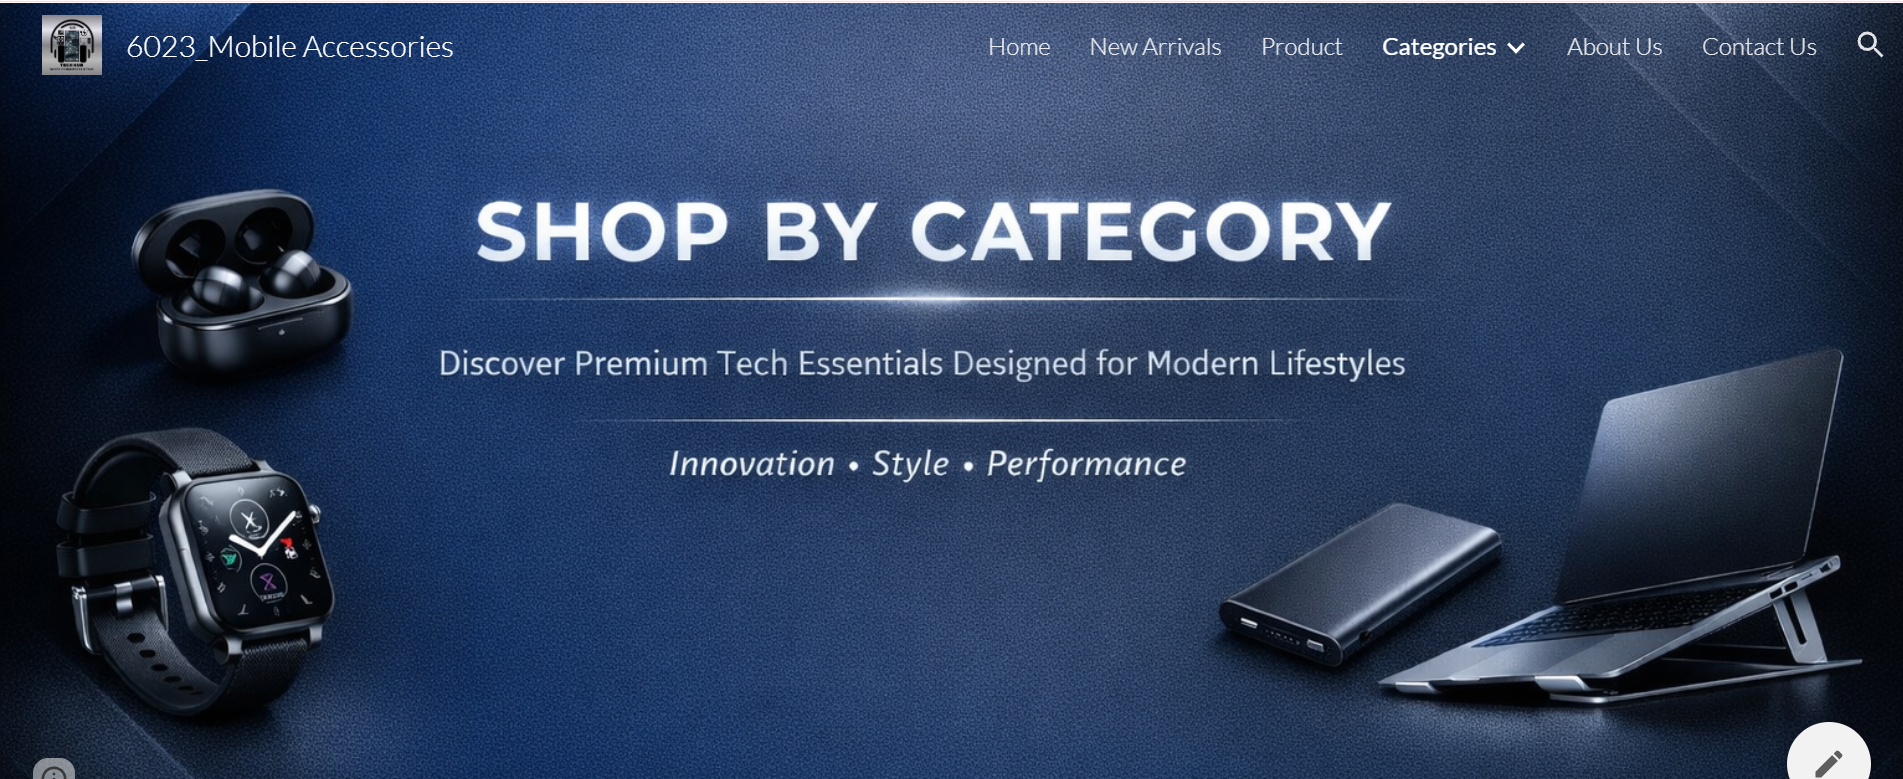 6023_Mobile Accessories
Home
New Arrivals
Product
Categories
About Us
Contact Us
SHOP BY CATEGORY
Discover Premium Tech Essentials Designed for Modern Lifestyles
Innovation • Style • Performance